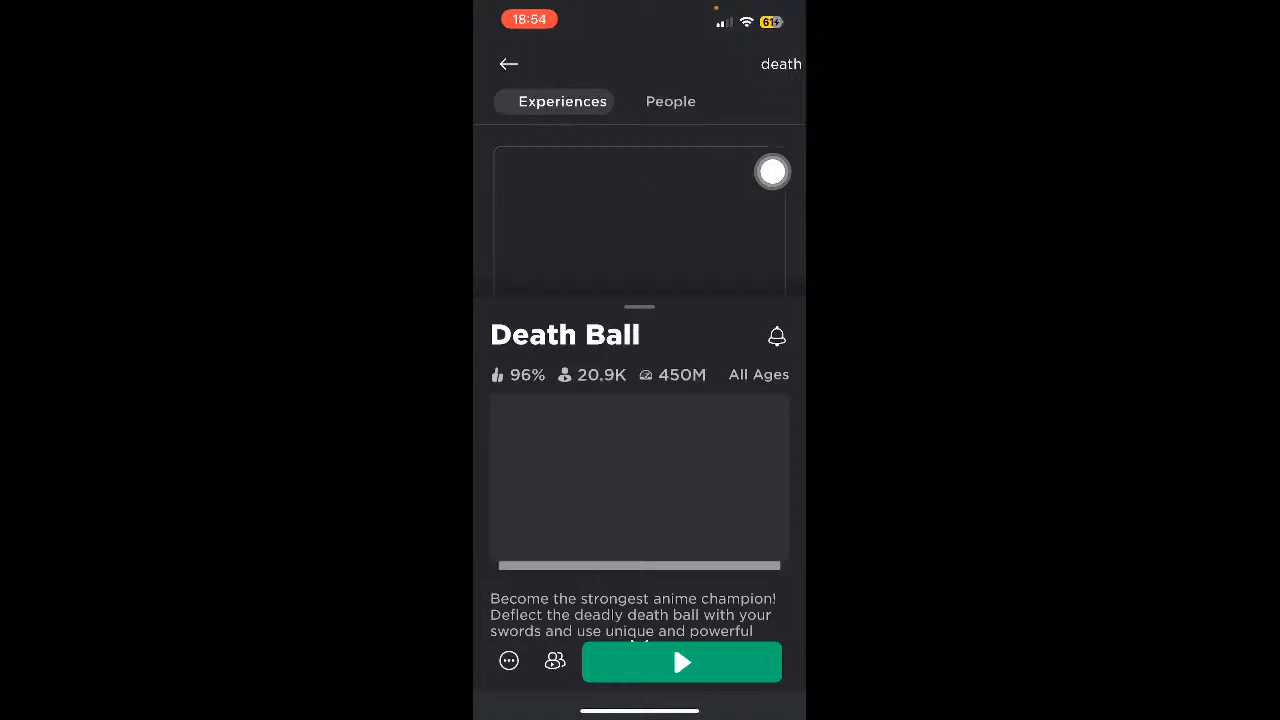 18:54
61
death
Experiences
People
Death Ball
96%
20.9K
450M
All Ages
Become the strongest anime champion!
Deflect the deadly death ball with your
swords and use unique and powerful